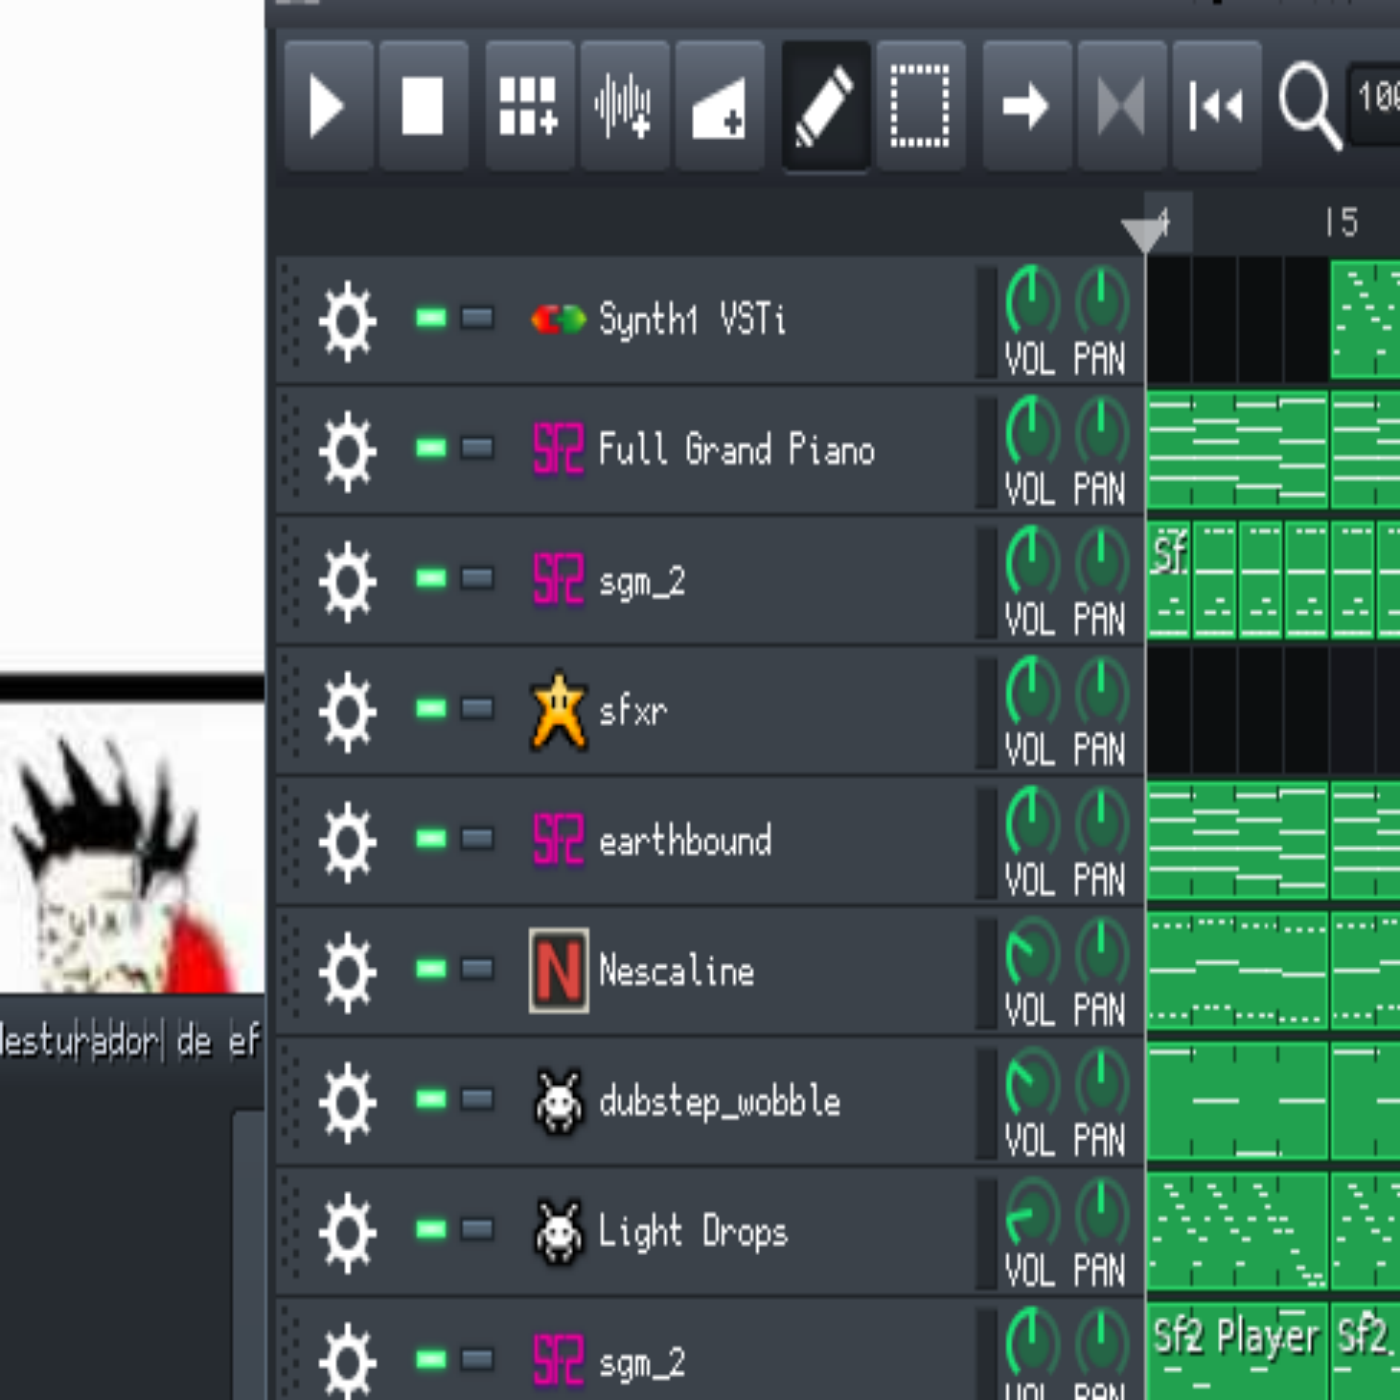 100
4
5
Synth1 VSTi
VOL PAN
Full Grand Piano
VOL PAN
sgm_2
VOL PAN
Sf
sfxr
VOL PAN
earthbound
VOL PAN
N
Nescaline
VOL PAN
desturador de ef
dubstep_wobble
VOL PAN
Light Drops
VOL PAN
sgm_2
VOL PAN
Sf2 Player
Sf2